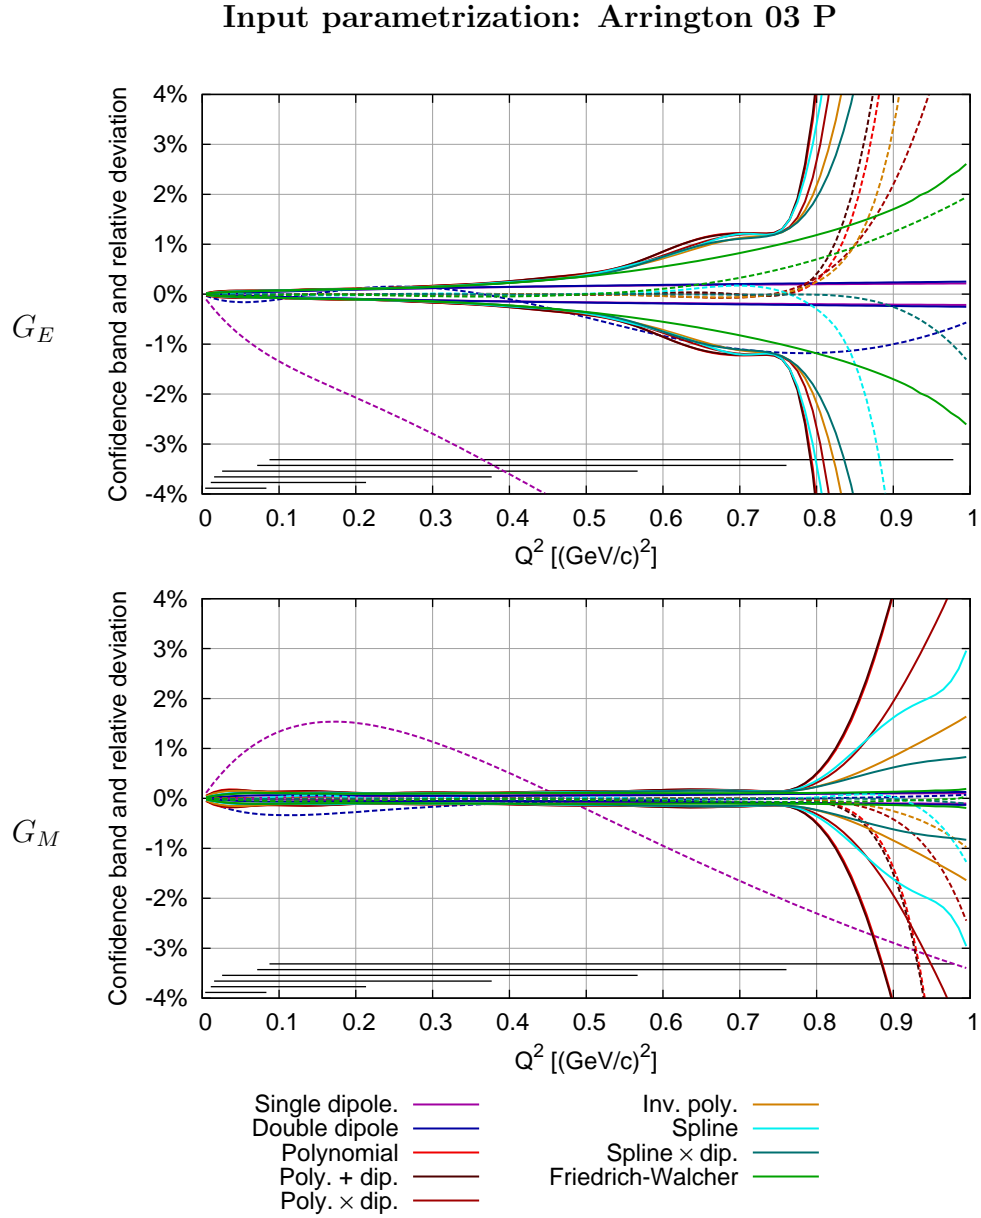 Input parametrization: Arrington 03 P
G_E
Confidence band and relative deviation
4%
3%
2%
1%
0%
-1%
-2%
-3%
-4%
0 0.1 0.2 0.3 0.4 0.5 0.6 0.7 0.8 0.9 1
Q^2 [(GeV/c)^2]
G_M
Confidence band and relative deviation
4%
3%
2%
1%
0%
-1%
-2%
-3%
-4%
0 0.1 0.2 0.3 0.4 0.5 0.6 0.7 0.8 0.9 1
Q^2 [(GeV/c)^2]
Single dipole.
Double dipole
Polynomial
Poly. + dip.
Poly. × dip.
Inv. poly.
Spline
Spline × dip.
Friedrich-Walcher